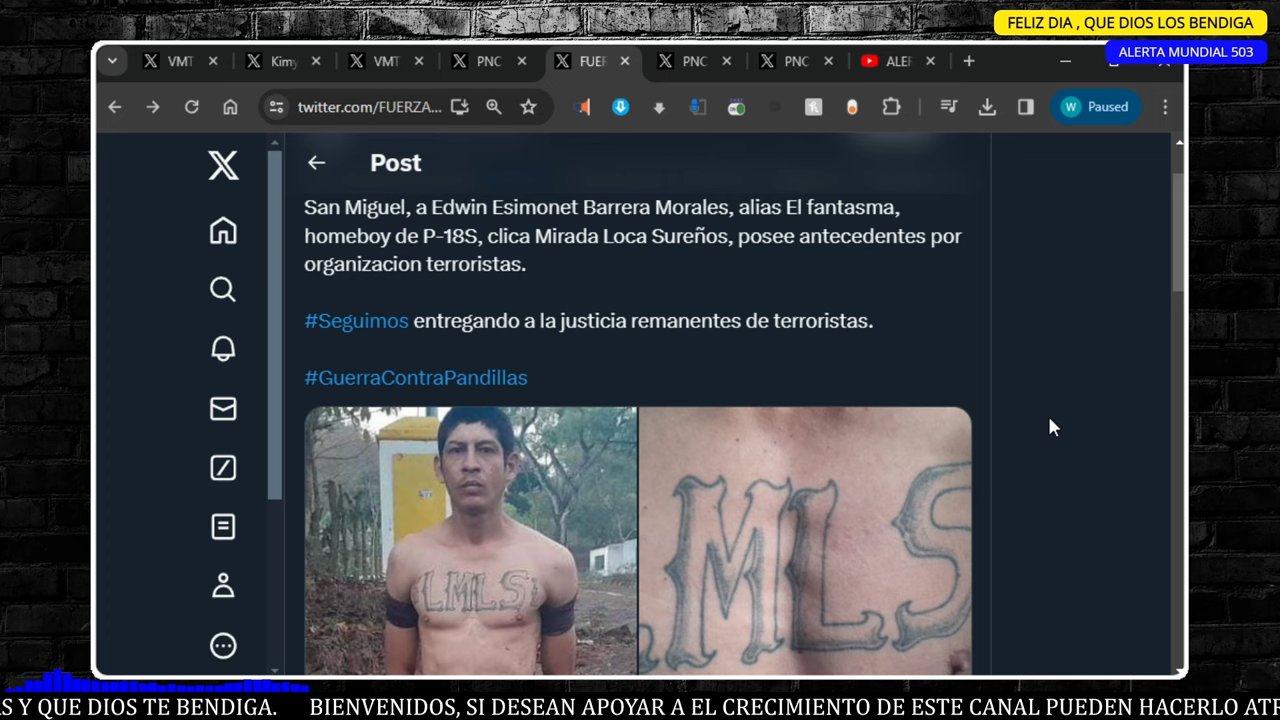 FELIZ DIA , QUE DIOS LOS BENDIGA
ALERTA MUNDIAL 503
VMT
Kimy
VMT
PNC
FUER
PNC
PNC
ALEF
twitter.com/FUERZA...
W Paused
Post
San Miguel, a Edwin Esimonet Barrera Morales, alias El fantasma,
homeboy de P-18S, clica Mirada Loca Sureños, posee antecedentes por
organizacion terroristas.
#Seguimos entregando a la justicia remanentes de terroristas.
#GuerraContraPandillas
LMLS
MLS
S Y QUE DIOS TE BENDIGA. BIENVENIDOS, SI DESEAN APOYAR A EL CRECIMIENTO DE ESTE CANAL PUEDEN HACERLO ATE